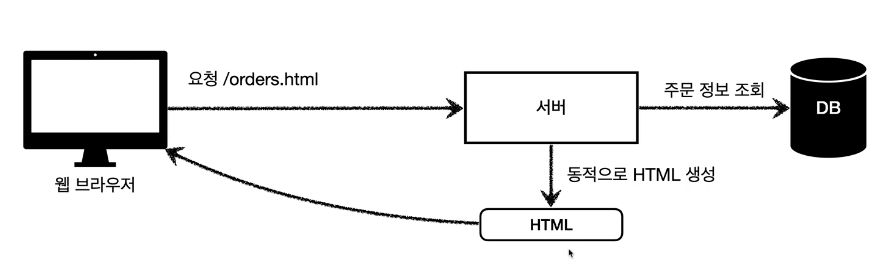 요청 /orders.html
서버
주문 정보 조회
DB
웹 브라우저
동적으로 HTML 생성
HTML